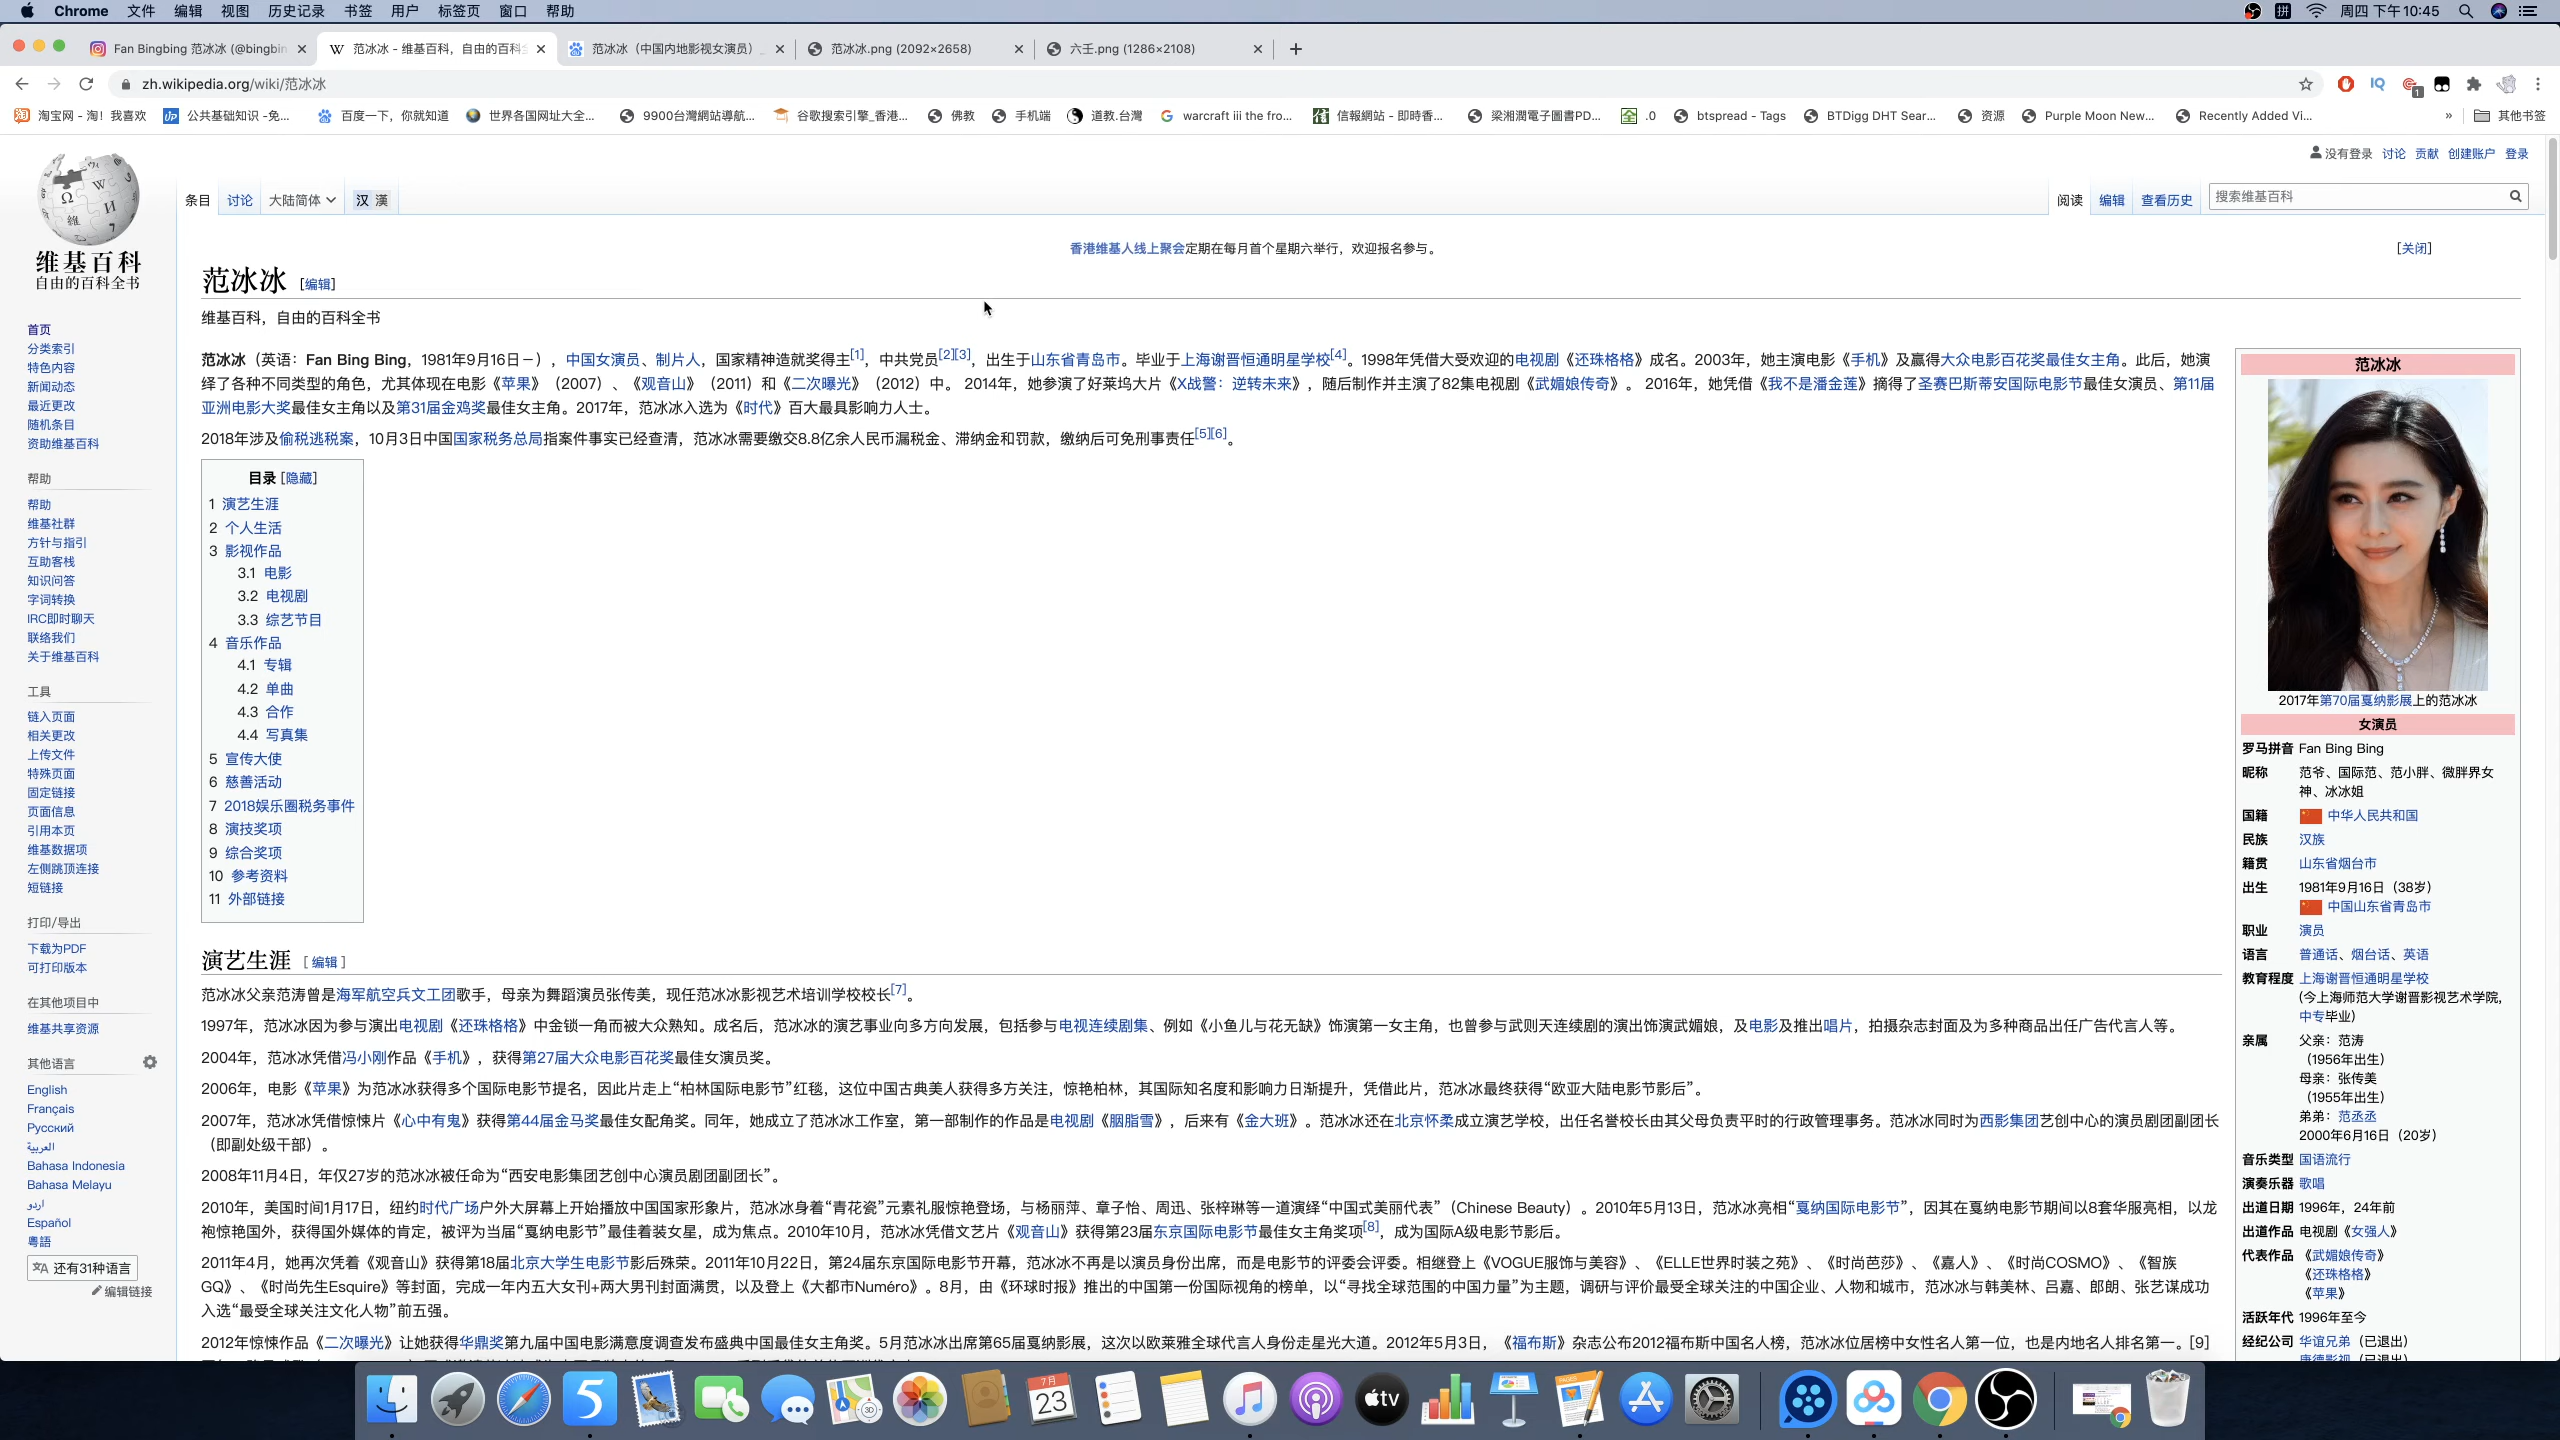 Chrome 文件 编辑 视图 历史记录 书签 用户 标签页 窗口 帮助 拼 周四 下午10:45
Fan Bingbing 范冰冰 (@bingbin
范冰冰 - 维基百科，自由的百科全
范冰冰（中国内地影视女演员）_
范冰冰.png (2092×2658)
六壬.png (1286×2108)
zh.wikipedia.org/wiki/范冰冰
淘宝网 - 淘！我喜欢 公共基础知识 -免... 百度一下，你就知道 世界各国网址大全... 9900台灣網站導航... 谷歌搜索引擎_香港... 佛教 手机端 道教.台灣 warcraft iii the fro... 信報網站 - 即時香... 梁湘潤電子圖書PD... .0 btspread - Tags BTDigg DHT Sear... 资源 Purple Moon New... Recently Added Vi... » 其他书签
没有登录 讨论 贡献 创建账户 登录
条目 讨论 大陆简体 汉 漢 阅读 编辑 查看历史 搜索维基百科
维基百科
自由的百科全书
香港维基人线上聚会定期在每月首个星期六举行，欢迎报名参与。 [关闭]
首页
分类索引
特色内容
新闻动态
最近更改
随机条目
资助维基百科
帮助
帮助
维基社群
方针与指引
互助客栈
知识问答
字词转换
IRC即时聊天
联络我们
关于维基百科
工具
链入页面
相关更改
上传文件
特殊页面
固定链接
页面信息
引用本页
维基数据项
左侧跳顶连接
短链接
打印/导出
下载为PDF
可打印版本
在其他项目中
维基共享资源
其他语言
English
Français
Русский
العربية
Bahasa Indonesia
Bahasa Melayu
اردو
Español
粵語
还有31种语言
编辑链接
范冰冰 [编辑]
维基百科，自由的百科全书
范冰冰（英语：Fan Bing Bing，1981年9月16日－），中国女演员、制片人，国家精神造就奖得主[1]，中共党员[2][3]，出生于山东省青岛市。毕业于上海谢晋恒通明星学校[4]。1998年凭借大受欢迎的电视剧《还珠格格》成名。2003年，她主演电影《手机》及赢得大众电影百花奖最佳女主角。此后，她演
绎了各种不同类型的角色，尤其体现在电影《苹果》（2007）、《观音山》（2011）和《二次曝光》（2012）中。 2014年，她参演了好莱坞大片《X战警：逆转未来》，随后制作并主演了82集电视剧《武媚娘传奇》。 2016年，她凭借《我不是潘金莲》摘得了圣赛巴斯蒂安国际电影节最佳女演员、第11届
亚洲电影大奖最佳女主角以及第31届金鸡奖最佳女主角。2017年，范冰冰入选为《时代》百大最具影响力人士。
2018年涉及偷税逃税案，10月3日中国国家税务总局指案件事实已经查清，范冰冰需要缴交8.8亿余人民币漏税金、滞纳金和罚款，缴纳后可免刑事责任[5][6]。
目录 [隐藏]
1 演艺生涯
2 个人生活
3 影视作品
3.1 电影
3.2 电视剧
3.3 综艺节目
4 音乐作品
4.1 专辑
4.2 单曲
4.3 合作
4.4 写真集
5 宣传大使
6 慈善活动
7 2018娱乐圈税务事件
8 演技奖项
9 综合奖项
10 参考资料
11 外部链接
演艺生涯 [ 编辑 ]
范冰冰父亲范涛曾是海军航空兵文工团歌手，母亲为舞蹈演员张传美，现任范冰冰影视艺术培训学校校长[7]。
1997年，范冰冰因为参与演出电视剧《还珠格格》中金锁一角而被大众熟知。成名后，范冰冰的演艺事业向多方向发展，包括参与电视连续剧集、例如《小鱼儿与花无缺》饰演第一女主角，也曾参与武则天连续剧的演出饰演武媚娘，及电影及推出唱片，拍摄杂志封面及为多种商品出任广告代言人等。
2004年，范冰冰凭借冯小刚作品《手机》，获得第27届大众电影百花奖最佳女演员奖。
2006年，电影《苹果》为范冰冰获得多个国际电影节提名，因此片走上“柏林国际电影节”红毯，这位中国古典美人获得多方关注，惊艳柏林，其国际知名度和影响力日渐提升，凭借此片，范冰冰最终获得“欧亚大陆电影节影后”。
2007年，范冰冰凭借惊悚片《心中有鬼》获得第44届金马奖最佳女配角奖。同年，她成立了范冰冰工作室，第一部制作的作品是电视剧《胭脂雪》，后来有《金大班》。范冰冰还在北京怀柔成立演艺学校，出任名誉校长由其父母负责平时的行政管理事务。范冰冰同时为西影集团艺创中心的演员剧团副团长
（即副处级干部）。
2008年11月4日，年仅27岁的范冰冰被任命为“西安电影集团艺创中心演员剧团副团长”。
2010年，美国时间1月17日，纽约时代广场户外大屏幕上开始播放中国国家形象片，范冰冰身着“青花瓷”元素礼服惊艳登场，与杨丽萍、章子怡、周迅、张梓琳等一道演绎“中国式美丽代表”（Chinese Beauty）。2010年5月13日，范冰冰亮相“戛纳国际电影节”，因其在戛纳电影节期间以8套华服亮相，以龙
袍惊艳国外，获得国外媒体的肯定，被评为当届“戛纳电影节”最佳着装女星，成为焦点。2010年10月，范冰冰凭借文艺片《观音山》获得第23届东京国际电影节最佳女主角奖项[8]，成为国际A级电影节影后。
2011年4月，她再次凭着《观音山》获得第18届北京大学生电影节影后殊荣。2011年10月22日，第24届东京国际电影节开幕，范冰冰不再是以演员身份出席，而是电影节的评委会评委。相继登上《VOGUE服饰与美容》、《ELLE世界时装之苑》、《时尚芭莎》、《嘉人》、《时尚COSMO》、《智族
GQ》、《时尚先生Esquire》等封面，完成一年内五大女刊+两大男刊封面满贯，以及登上《大都市Numéro》。8月，由《环球时报》推出的中国第一份国际视角的榜单，以“寻找全球范围的中国力量”为主题，调研与评价最受全球关注的中国企业、人物和城市，范冰冰与韩美林、吕嘉、郎朗、张艺谋成功
入选“最受全球关注文化人物”前五强。
2012年惊悚作品《二次曝光》让她获得华鼎奖第九届中国电影满意度调查发布盛典中国最佳女主角奖。5月范冰冰出席第65届戛纳影展，这次以欧莱雅全球代言人身份走星光大道。2012年5月3日，《福布斯》杂志公布2012福布斯中国名人榜，范冰冰位居榜中女性名人第一位，也是内地名人排名第一。[9]
范冰冰
2017年第70届戛纳影展上的范冰冰
女演员
罗马拼音 Fan Bing Bing
昵称 范爷、国际范、范小胖、微胖界女
神、冰冰姐
国籍 中华人民共和国
民族 汉族
籍贯 山东省烟台市
出生 1981年9月16日（38岁）
中国山东省青岛市
职业 演员
语言 普通话、烟台话、英语
教育程度 上海谢晋恒通明星学校
(今上海师范大学谢晋影视艺术学院,
中专毕业)
亲属 父亲：范涛
（1956年出生）
母亲：张传美
（1955年出生）
弟弟：范丞丞
2000年6月16日（20岁）
音乐类型 国语流行
演奏乐器 歌唱
出道日期 1996年，24年前
出道作品 电视剧《女强人》
代表作品 《武媚娘传奇》
《还珠格格》
《苹果》
活跃年代 1996年至今
经纪公司 华谊兄弟（已退出）
7月
23
tv